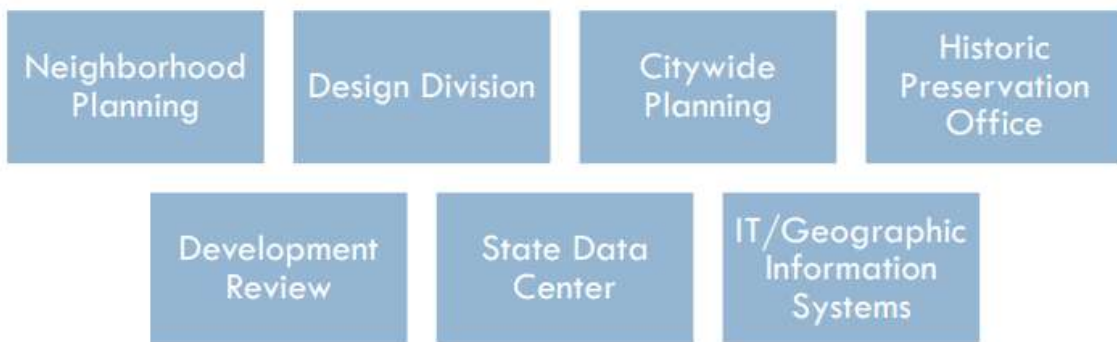 Neighborhood
Planning
Design Division
Citywide
Planning
Historic
Preservation
Office
Development
Review
State Data
Center
IT/Geographic
Information
Systems